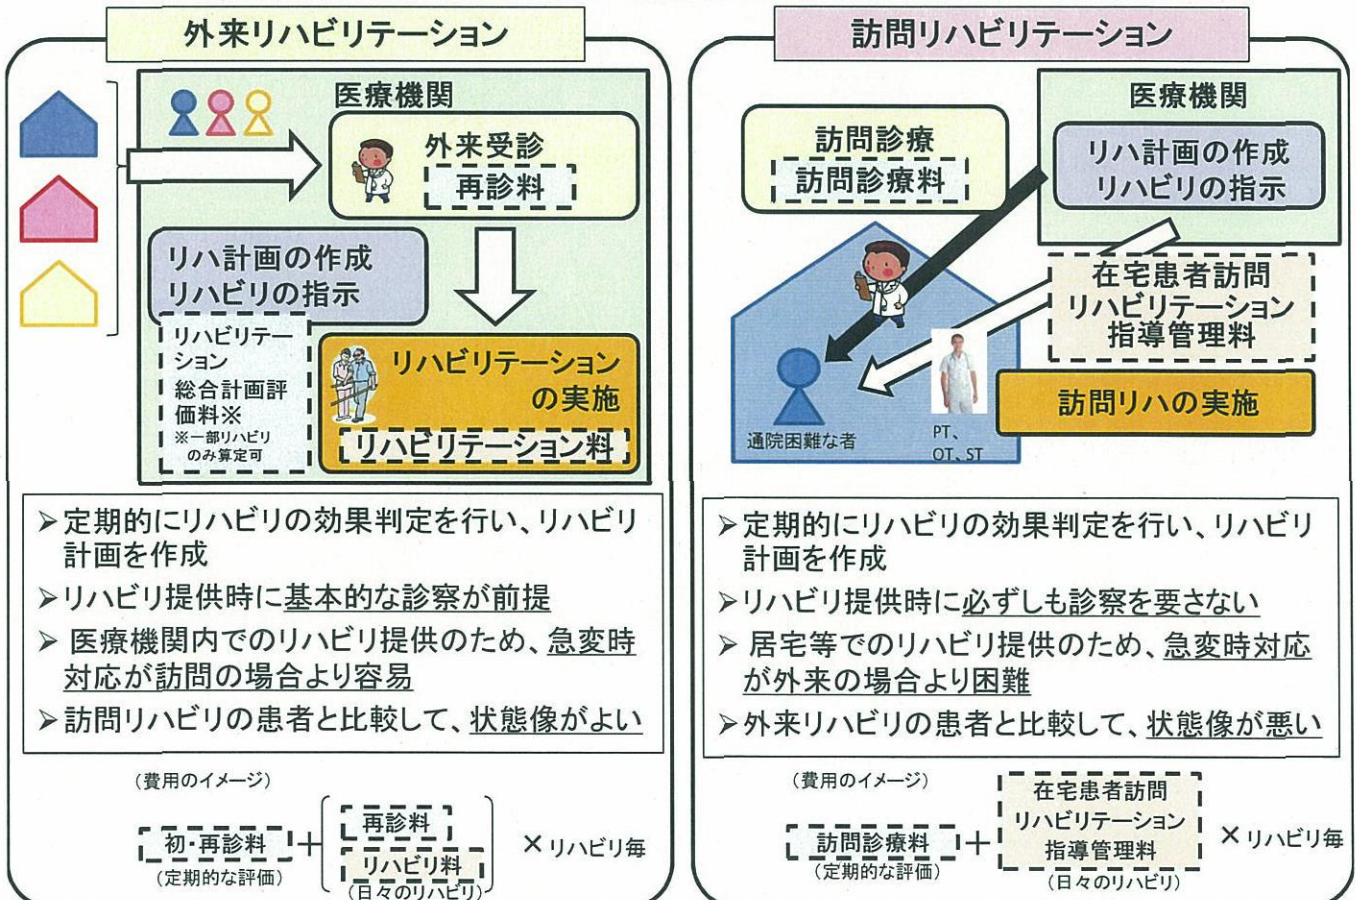 外来リハビリテーション
医療機関
外来受診
再診料
リハ計画の作成
リハビリの指示
リハビリテー
ション
総合計画評
価料※
※一部リハビリ
のみ算定可
リハビリテーション
の実施
リハビリテーション料
➢定期的にリハビリの効果判定を行い、リハビリ
計画を作成
➢リハビリ提供時に基本的な診察が前提
➢ 医療機関内でのリハビリ提供のため、急変時
対応が訪問の場合より容易
➢訪問リハビリの患者と比較して、状態像がよい
(費用のイメージ)
初・再診料
(定期的な評価)
+
再診料
リハビリ料
(日々のリハビリ)
×リハビリ毎
訪問リハビリテーション
医療機関
訪問診療
訪問診療料
リハ計画の作成
リハビリの指示
在宅患者訪問
リハビリテーション
指導管理料
訪問リハの実施
通院困難な者
PT、
OT、ST
➢定期的にリハビリの効果判定を行い、リハビリ
計画を作成
➢リハビリ提供時に必ずしも診察を要さない
➢ 居宅等でのリハビリ提供のため、急変時対応
が外来の場合より困難
➢外来リハビリの患者と比較して、状態像が悪い
(費用のイメージ)
訪問診療料
(定期的な評価)
+
在宅患者訪問
リハビリテーション
指導管理料
(日々のリハビリ)
×リハビリ毎